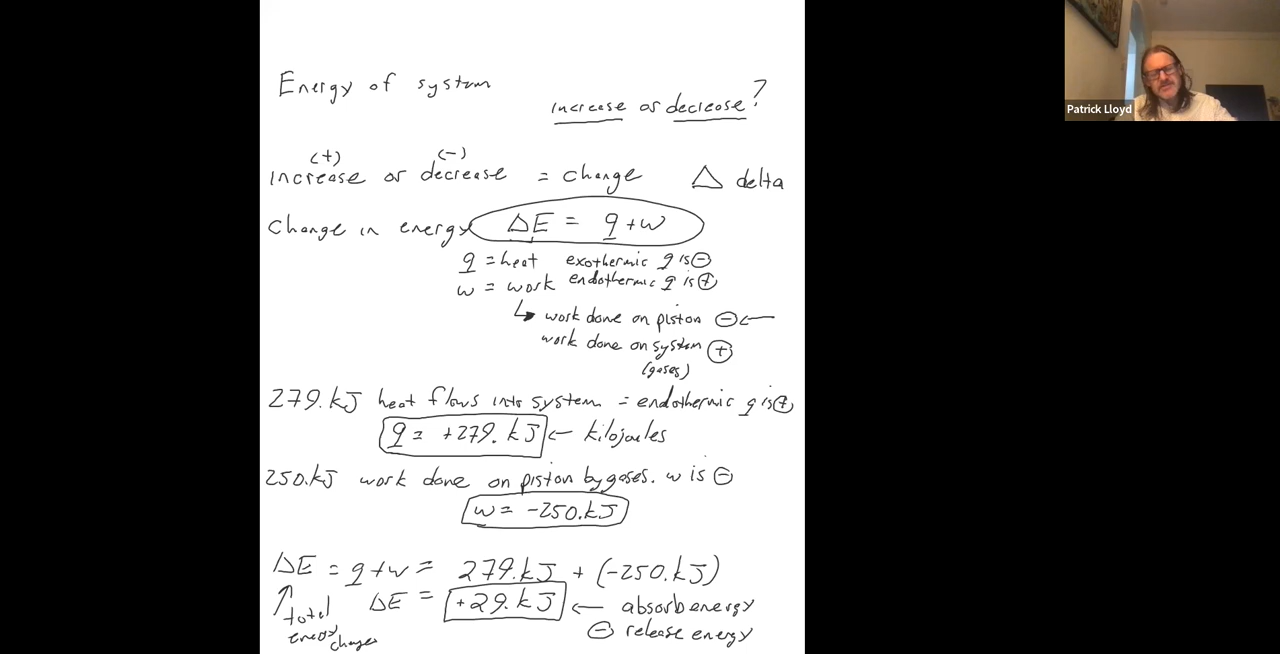 Energy of system
increase or decrease?
(+) (-)
increase or decrease = change Δ delta
Change in energy ΔE = q + w
q = heat exothermic q is ⊖
w = work endothermic q is ⊕
↳ work done on piston ⊖ ←
work done on system ⊕
(gases)
279. kJ heat flows into system = endothermic q is ⊕
q = +279. kJ ← kilojoules
250. kJ work done on piston by gases. w is ⊖
w = -250. kJ
ΔE = q + w = 279. kJ + (-250. kJ)
↑ total ΔE = +29. kJ ← absorb energy
energy change ⊖ release energy
Patrick Lloyd